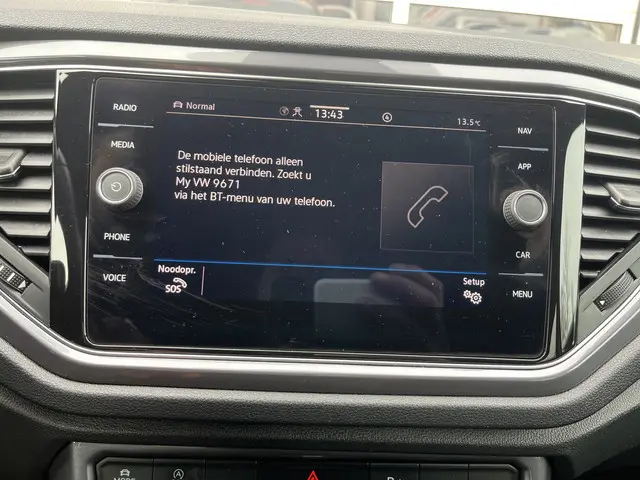 RADIO
MEDIA
PHONE
VOICE
Normal
13:43
13.5°C
De mobiele telefoon alleen
stilstaand verbinden. Zoekt u
My VW 9671
via het BT-menu van uw telefoon.
Noodopr.
SOS
Setup
NAV
APP
CAR
MENU
MODE